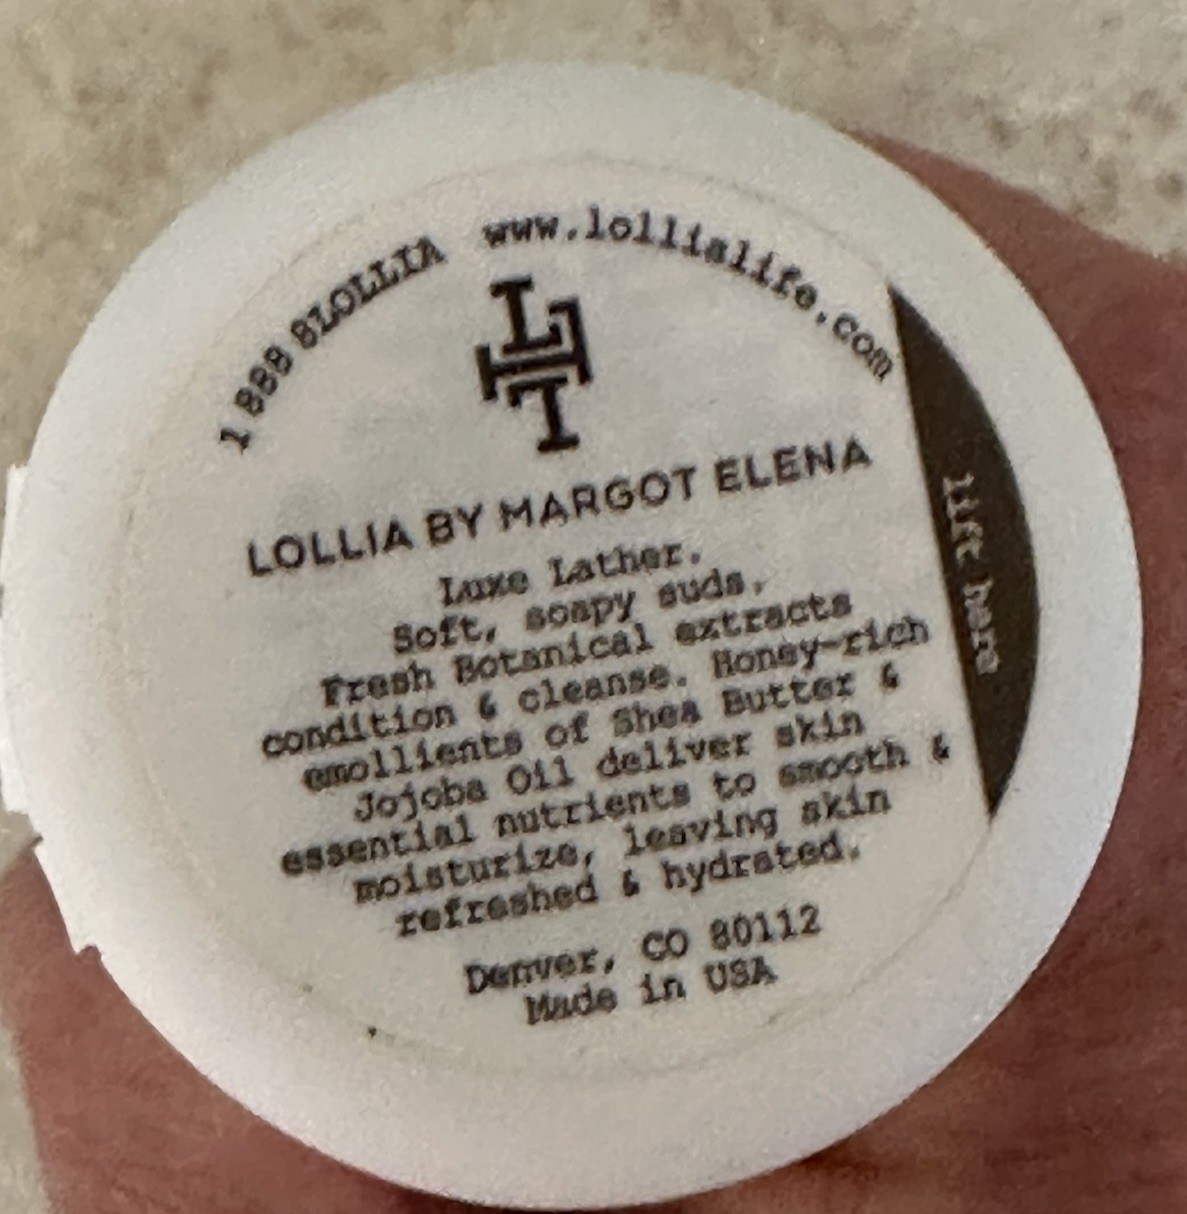 1 888 8LOLLIA www.lollialife.com
LOLLIA BY MARGOT ELENA
Luxe Lather.
Soft, soapy suds.
Fresh Botanical extracts
condition & cleanse. Honey-rich
emollients of Shea Butter &
Jojoba Oil deliver skin
essential nutrients to smooth &
moisturize, leaving skin
refreshed & hydrated.
Denver, CO 80112
Made in USA
lift here